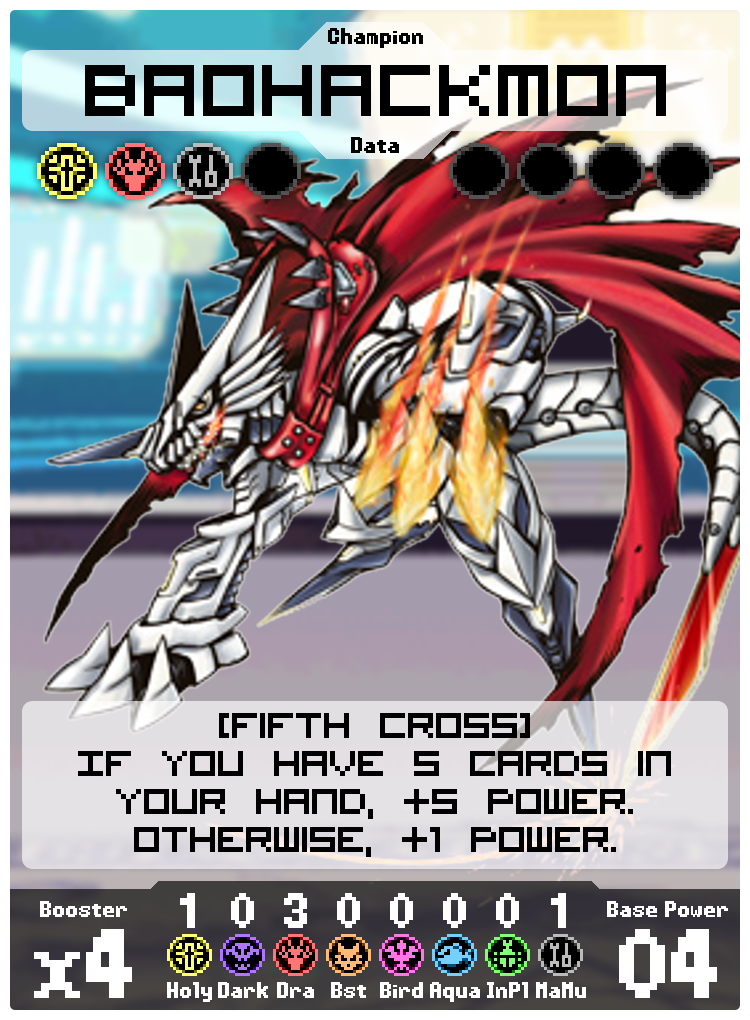 Champion
BAOHACKMON
Data
[FIFTH CROSS]
IF YOU HAVE 5 CARDS IN
YOUR HAND, +5 POWER.
OTHERWISE, +1 POWER.
Booster 1 0 3 0 0 0 0 1 Base Power
x4 04
Holy Dark Dra Bst Bird Aqua InPl MaMu